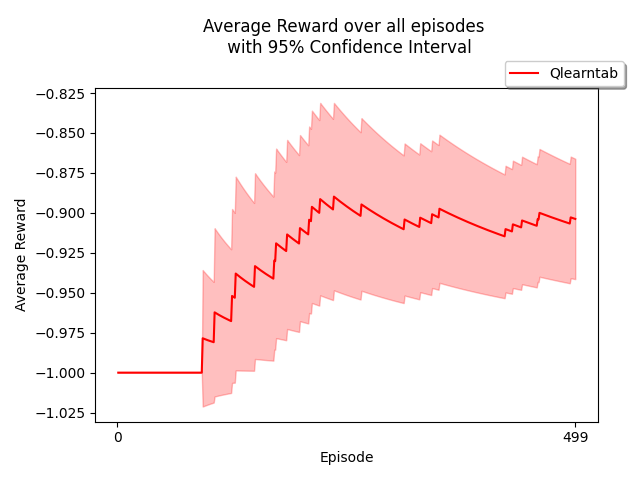 Average Reward over all episodes
with 95% Confidence Interval
Qlearntab
−0.825
−0.850
−0.875
−0.900
−0.925
−0.950
−0.975
−1.000
−1.025
Average Reward
0
499
Episode